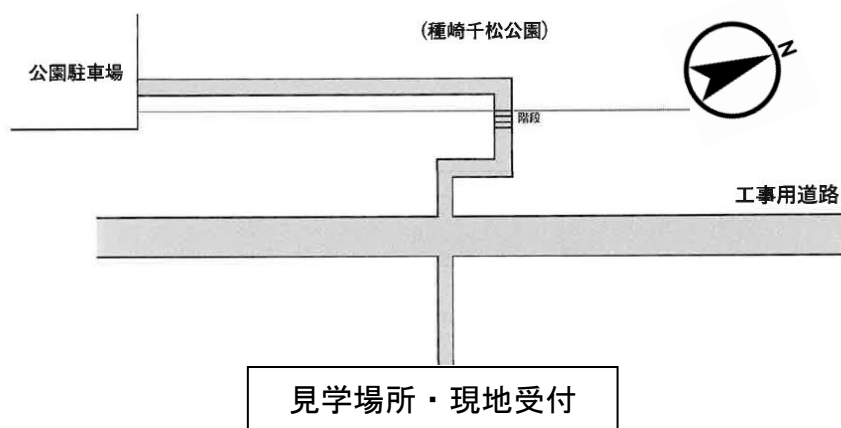 (種崎千松公園)
公園駐車場
N
階段
工事用道路
見学場所・現地受付